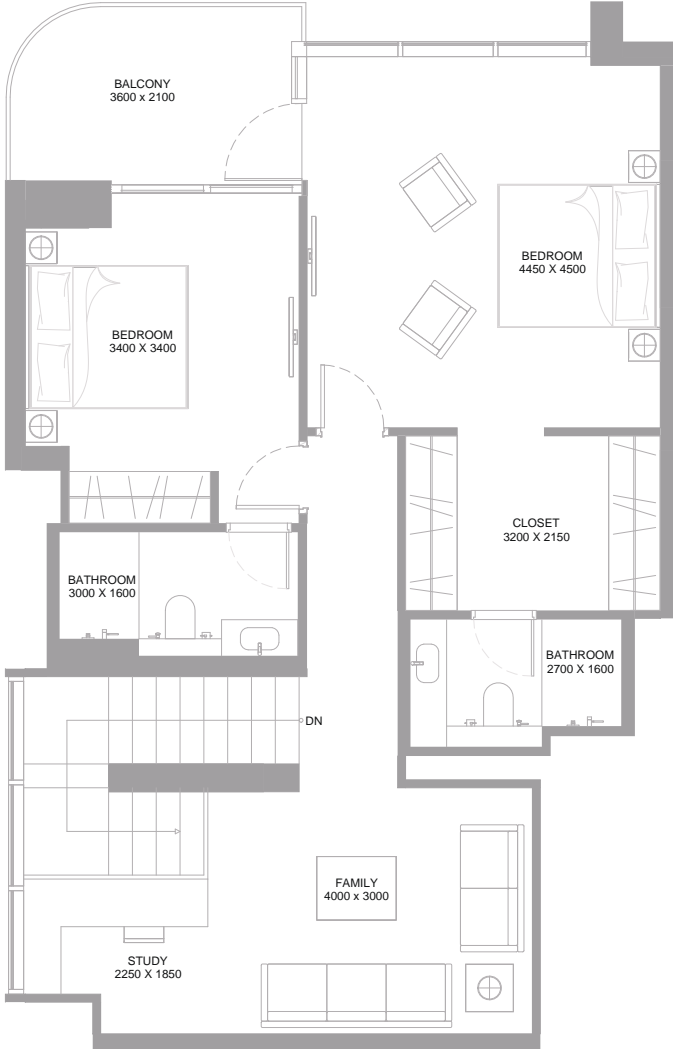 BALCONY
3600 x 2100
BEDROOM
4450 X 4500
BEDROOM
3400 X 3400
CLOSET
3200 X 2150
BATHROOM
3000 X 1600
BATHROOM
2700 X 1600
DN
FAMILY
4000 x 3000
STUDY
2250 X 1850